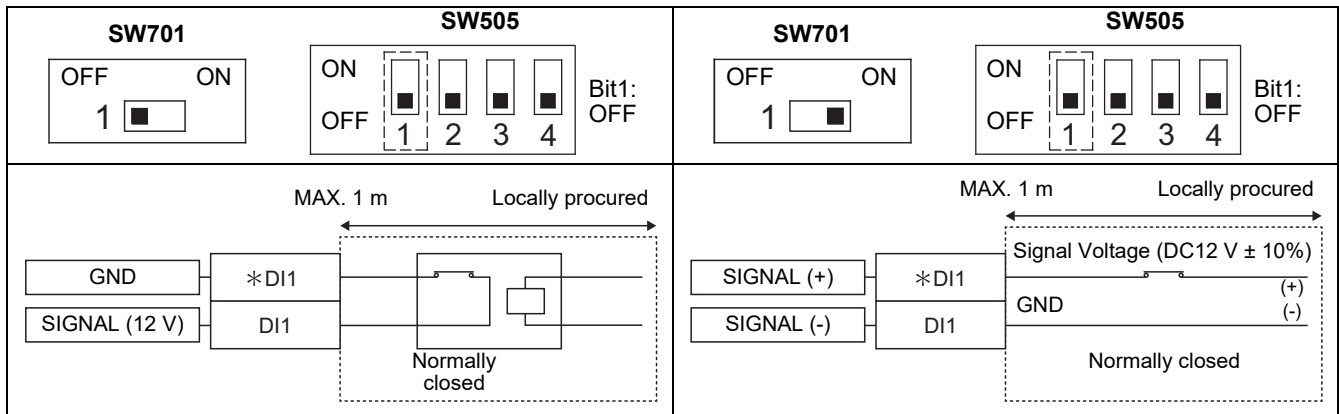 SW701
OFF ON
1
SW505
ON
OFF
1 2 3 4
Bit1:
OFF
SW701
OFF ON
1
SW505
ON
OFF
1 2 3 4
Bit1:
OFF
MAX. 1 m Locally procured
GND
＊DI1
SIGNAL (12 V)
DI1
Normally
closed
MAX. 1 m Locally procured
Signal Voltage (DC12 V ± 10%)
SIGNAL (+)
＊DI1
(+)
GND
(-)
SIGNAL (-)
DI1
Normally closed